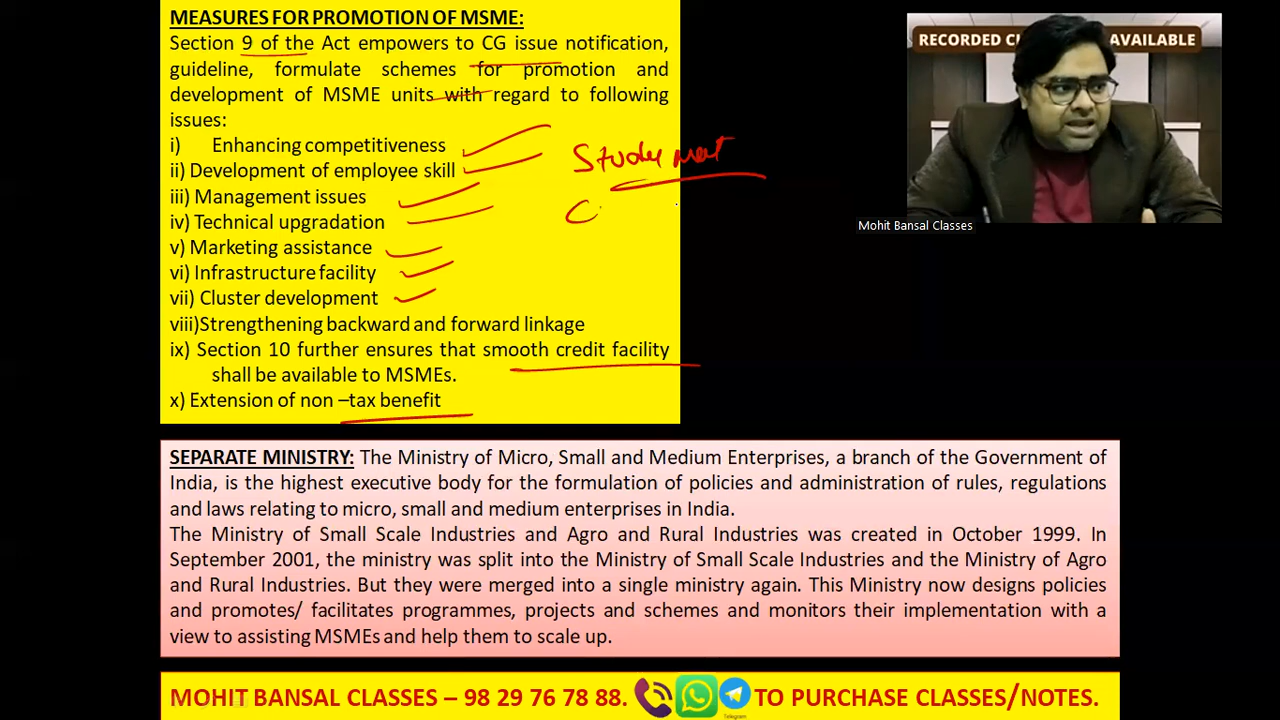 MEASURES FOR PROMOTION OF MSME:
Section 9 of the Act empowers to CG issue notification,
guideline, formulate schemes for promotion and
development of MSME units with regard to following
issues:
i) Enhancing competitiveness
ii) Development of employee skill
iii) Management issues
iv) Technical upgradation
v) Marketing assistance
vi) Infrastructure facility
vii) Cluster development
viii)Strengthening backward and forward linkage
ix) Section 10 further ensures that smooth credit facility
shall be available to MSMEs.
x) Extension of non –tax benefit
Study mat
C
RECORDED CL AVAILABLE
Mohit Bansal Classes
SEPARATE MINISTRY: The Ministry of Micro, Small and Medium Enterprises, a branch of the Government of
India, is the highest executive body for the formulation of policies and administration of rules, regulations
and laws relating to micro, small and medium enterprises in India.
The Ministry of Small Scale Industries and Agro and Rural Industries was created in October 1999. In
September 2001, the ministry was split into the Ministry of Small Scale Industries and the Ministry of Agro
and Rural Industries. But they were merged into a single ministry again. This Ministry now designs policies
and promotes/ facilitates programmes, projects and schemes and monitors their implementation with a
view to assisting MSMEs and help them to scale up.
MOHIT BANSAL CLASSES – 98 29 76 78 88. TO PURCHASE CLASSES/NOTES.
Telegram